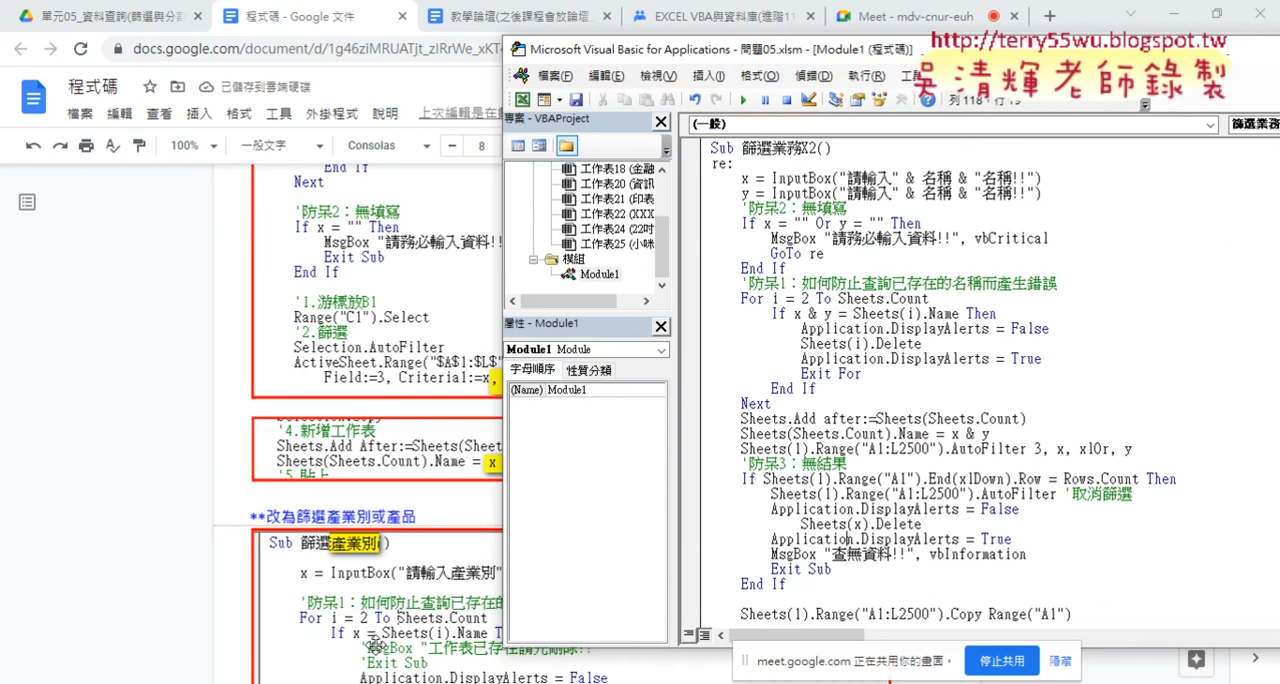 單元05_資料查詢(篩選與分
程式碼 - Google 文件
教學論壇(之後課程會放論壇
EXCEL VBA與資料庫(進階11
Meet - mdv-cnur-euh
docs.google.com/document/d/1g46ziMRUATjt_zlRrWe_xKT4
http://terry55wu.blogspot.tw
吳清輝老師錄製
程式碼
已儲存到雲端硬碟
檔案 編輯 查看 插入 格式 工具 外掛程式 說明
100% 一般文字 Consolas 8
End If
Next
'防呆2：無填寫
If x = "" Then
MsgBox "請務必輸入資料!!
Exit Sub
End If
'1.游標放B1
Range("C1").Select
'2.篩選
Selection.AutoFilter
ActiveSheet.Range("$A$1:$L$"
Field:=3, Criteria1:=x,
'4.新增工作表
Sheets.Add After:=Sheets(Shee
Sheets(Sheets.Count).Name = x
'5.貼上
**改為篩選產業別或產品
Sub 篩選產業別()
x = InputBox("請輸入產業別"
'防呆1：如何防止查詢已存在的
For i = 2 To Sheets.Count
If x = Sheets(i).Name T
'MsgBox "工作表已存在請先刪除!!
'Exit Sub
Application.DisplayAlerts = False
Microsoft Visual Basic for Applications - 問題05.xlsm - [Module1 (程式碼)]
檔案(F) 編輯(E) 檢視(V) 插入(I) 格式(O) 偵錯(D) 執行(R) 工
列 118，行 15
專案 - VBAProject
工作表18 (金融
工作表20 (資訊
工作表21 (印表
工作表22 (XXX
工作表24 (22吋
工作表25 (小咪
模組
Module1
屬性 - Module1
Module1 Module
字母順序 性質分類
(Name) Module1
(一般)
篩選業務
Sub 篩選業務X2()
re:
x = InputBox("請輸入" & 名稱 & "名稱!!")
y = InputBox("請輸入" & 名稱 & "名稱!!")
'防呆2：無填寫
If x = "" Or y = "" Then
MsgBox "請務必輸入資料!!", vbCritical
GoTo re
End If
'防呆1：如何防止查詢已存在的名稱而產生錯誤
For i = 2 To Sheets.Count
If x & y = Sheets(i).Name Then
Application.DisplayAlerts = False
Sheets(i).Delete
Application.DisplayAlerts = True
Exit For
End If
Next
Sheets.Add after:=Sheets(Sheets.Count)
Sheets(Sheets.Count).Name = x & y
Sheets(1).Range("A1:L2500").AutoFilter 3, x, xlOr, y
'防呆3：無結果
If Sheets(1).Range("A1").End(xlDown).Row = Rows.Count Then
Sheets(1).Range("A1:L2500").AutoFilter '取消篩選
Application.DisplayAlerts = False
Sheets(x).Delete
Application.DisplayAlerts = True
MsgBox "查無資料!!", vbInformation
Exit Sub
End If
Sheets(1).Range("A1:L2500").Copy Range("A1")
meet.google.com 正在共用你的畫面。
停止共用
隱藏